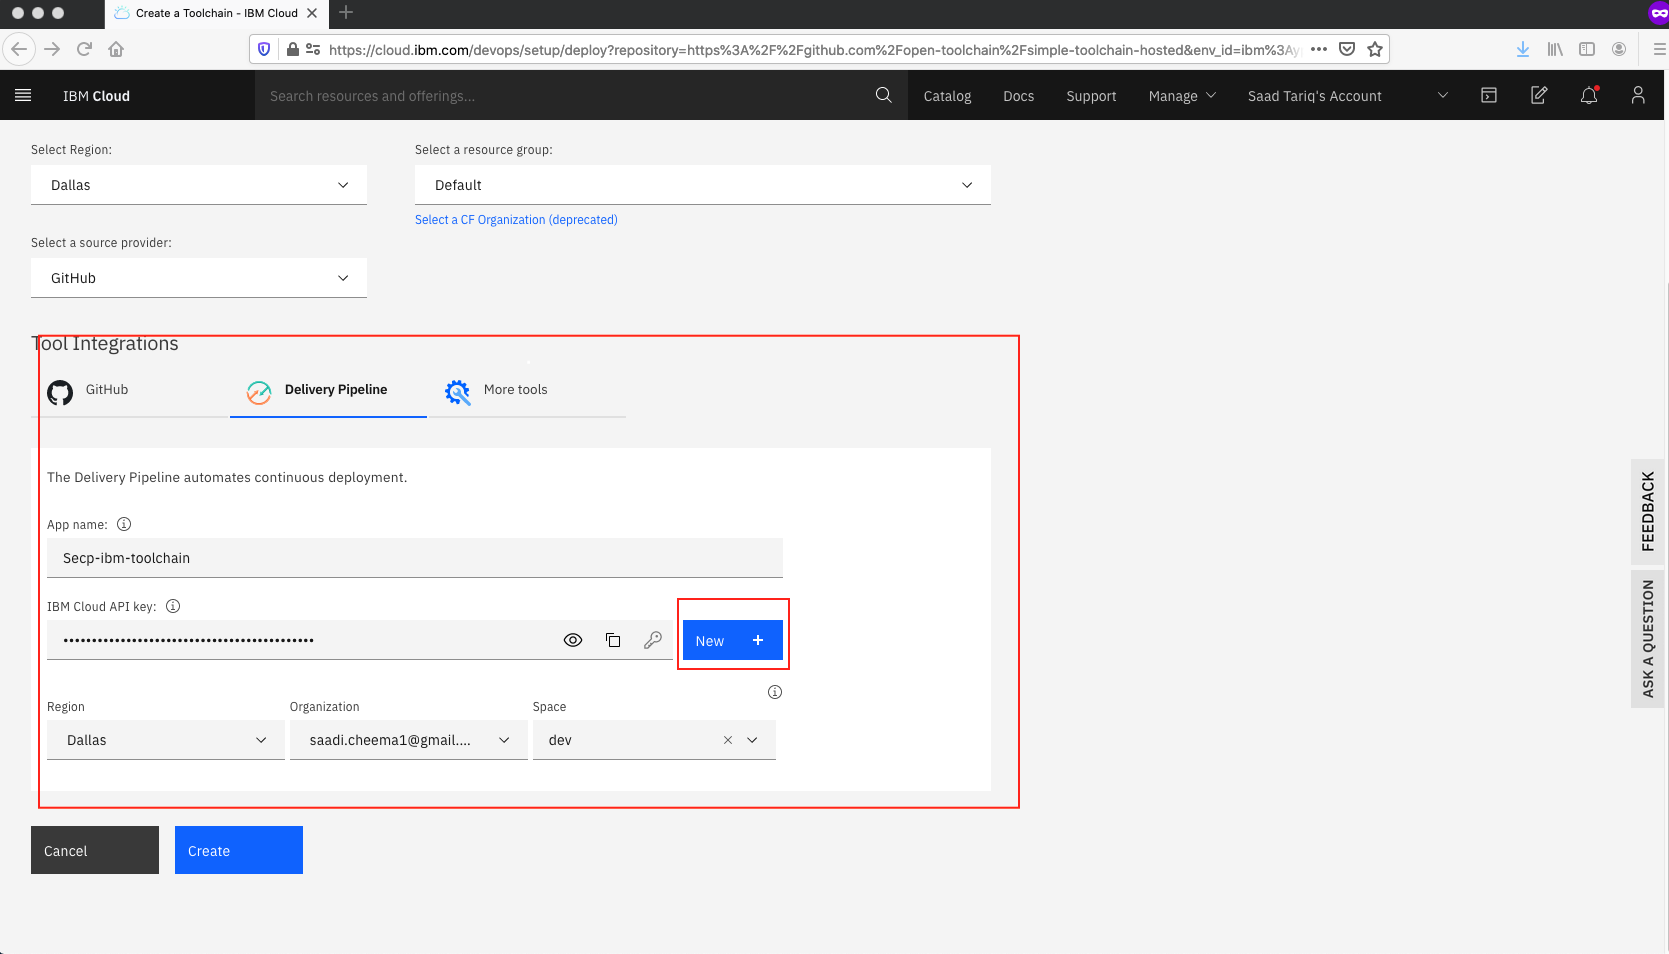 Create a Toolchain - IBM Cloud
https://cloud.ibm.com/devops/setup/deploy?repository=https%3A%2F%2Fgithub.com%2Fopen-toolchain%2Fsimple-toolchain-hosted&env_id=ibm%3Ay
IBM Cloud
Search resources and offerings...
Catalog
Docs
Support
Manage
Saad Tariq's Account
Select Region:
Select a resource group:
Dallas
Default
Select a CF Organization (deprecated)
Select a source provider:
GitHub
Tool Integrations
GitHub
Delivery Pipeline
More tools
The Delivery Pipeline automates continuous deployment.
App name:
Secp-ibm-toolchain
IBM Cloud API key:
New +
Region
Organization
Space
Dallas
saadi.cheema1@gmail....
dev
Cancel
Create
FEEDBACK
ASK A QUESTION